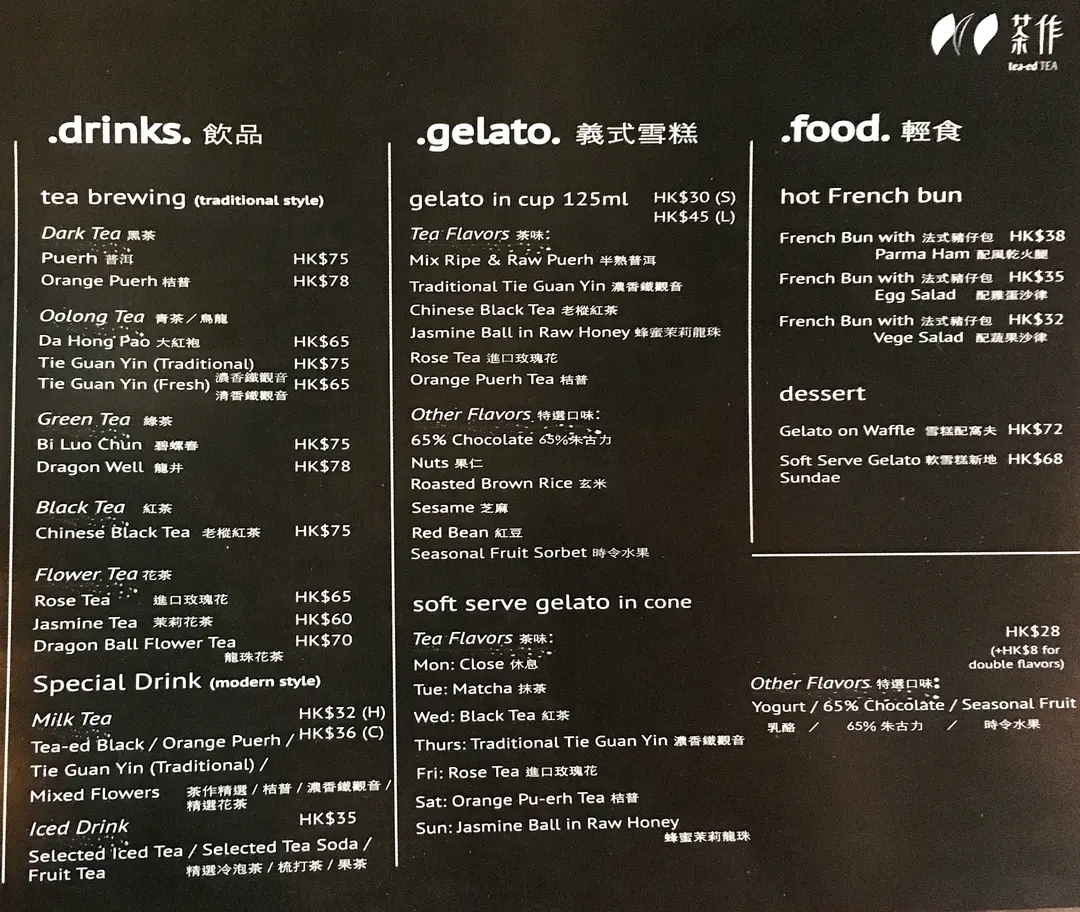 茶作
tea-ed TEA
.drinks. 飲品
tea brewing (traditional style)
Dark Tea 黑茶
Puerh 普洱 HK$75
Orange Puerh 桔普 HK$78
Oolong Tea 青茶／烏龍
Da Hong Pao 大紅袍 HK$65
Tie Guan Yin (Traditional) HK$75
濃香鐵觀音
Tie Guan Yin (Fresh) HK$65
清香鐵觀音
Green Tea 綠茶
Bi Luo Chun 碧螺春 HK$75
Dragon Well 龍井 HK$78
Black Tea 紅茶
Chinese Black Tea 老樅紅茶 HK$75
Flower Tea 花茶
Rose Tea 進口玫瑰花 HK$65
Jasmine Tea 茉莉花茶 HK$60
Dragon Ball Flower Tea HK$70
龍珠花茶
Special Drink (modern style)
Milk Tea HK$32 (H)
Tea-ed Black / Orange Puerh / HK$36 (C)
Tie Guan Yin (Traditional) /
Mixed Flowers 茶作精選 / 桔普 / 濃香鐵觀音 /
精選花茶
Iced Drink HK$35
Selected Iced Tea / Selected Tea Soda /
Fruit Tea 精選冷泡茶 / 梳打茶 / 果茶
.gelato. 義式雪糕
gelato in cup 125ml HK$30 (S)
HK$45 (L)
Tea Flavors 茶味:
Mix Ripe & Raw Puerh 半熟普洱
Traditional Tie Guan Yin 濃香鐵觀音
Chinese Black Tea 老樅紅茶
Jasmine Ball in Raw Honey 蜂蜜茉莉龍珠
Rose Tea 進口玫瑰花
Orange Puerh Tea 桔普
Other Flavors 特選口味:
65% Chocolate 65%朱古力
Nuts 果仁
Roasted Brown Rice 玄米
Sesame 芝麻
Red Bean 紅豆
Seasonal Fruit Sorbet 時令水果
soft serve gelato in cone
Tea Flavors 茶味:
Mon: Close 休息
Tue: Matcha 抹茶
Wed: Black Tea 紅茶
Thurs: Traditional Tie Guan Yin 濃香鐵觀音
Fri: Rose Tea 進口玫瑰花
Sat: Orange Pu-erh Tea 桔普
Sun: Jasmine Ball in Raw Honey
蜂蜜茉莉龍珠
HK$28
(+HK$8 for
double flavors)
Other Flavors 特選口味:
Yogurt / 65% Chocolate / Seasonal Fruit
乳酪 / 65% 朱古力 / 時令水果
.food. 輕食
hot French bun
French Bun with 法式豬仔包 HK$38
Parma Ham 配風乾火腿
French Bun with 法式豬仔包 HK$35
Egg Salad 配雞蛋沙律
French Bun with 法式豬仔包 HK$32
Vege Salad 配蔬果沙律
dessert
Gelato on Waffle 雪糕配窩夫 HK$72
Soft Serve Gelato 軟雪糕新地 HK$68
Sundae